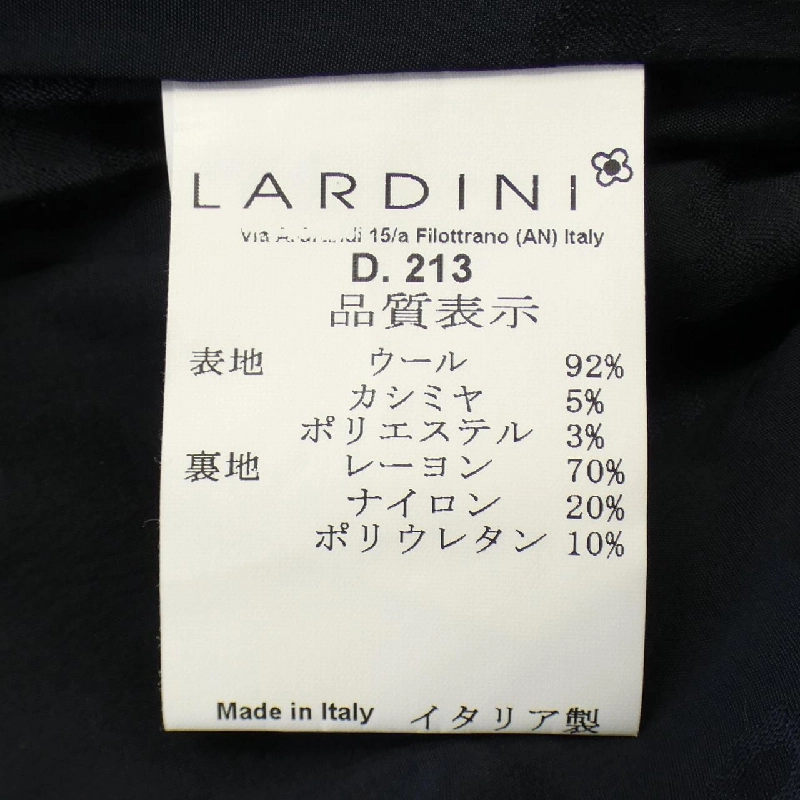 LARDINI
Via 15/a Filottrano (AN) Italy
D. 213
品質表示
表地 ウール 92%
カシミヤ 5%
ポリエステル 3%
裏地 レーヨン 70%
ナイロン 20%
ポリウレタン 10%
Made in Italy イタリア製